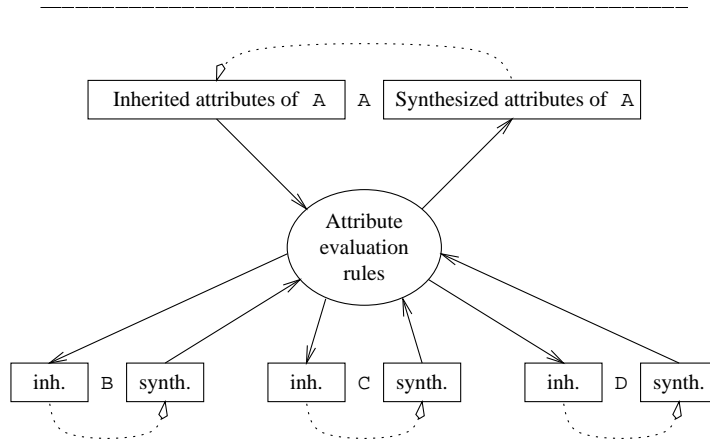 Inherited attributes of A A Synthesized attributes of A
Attribute
evaluation
rules
inh. B synth. inh. C synth. inh. D synth.